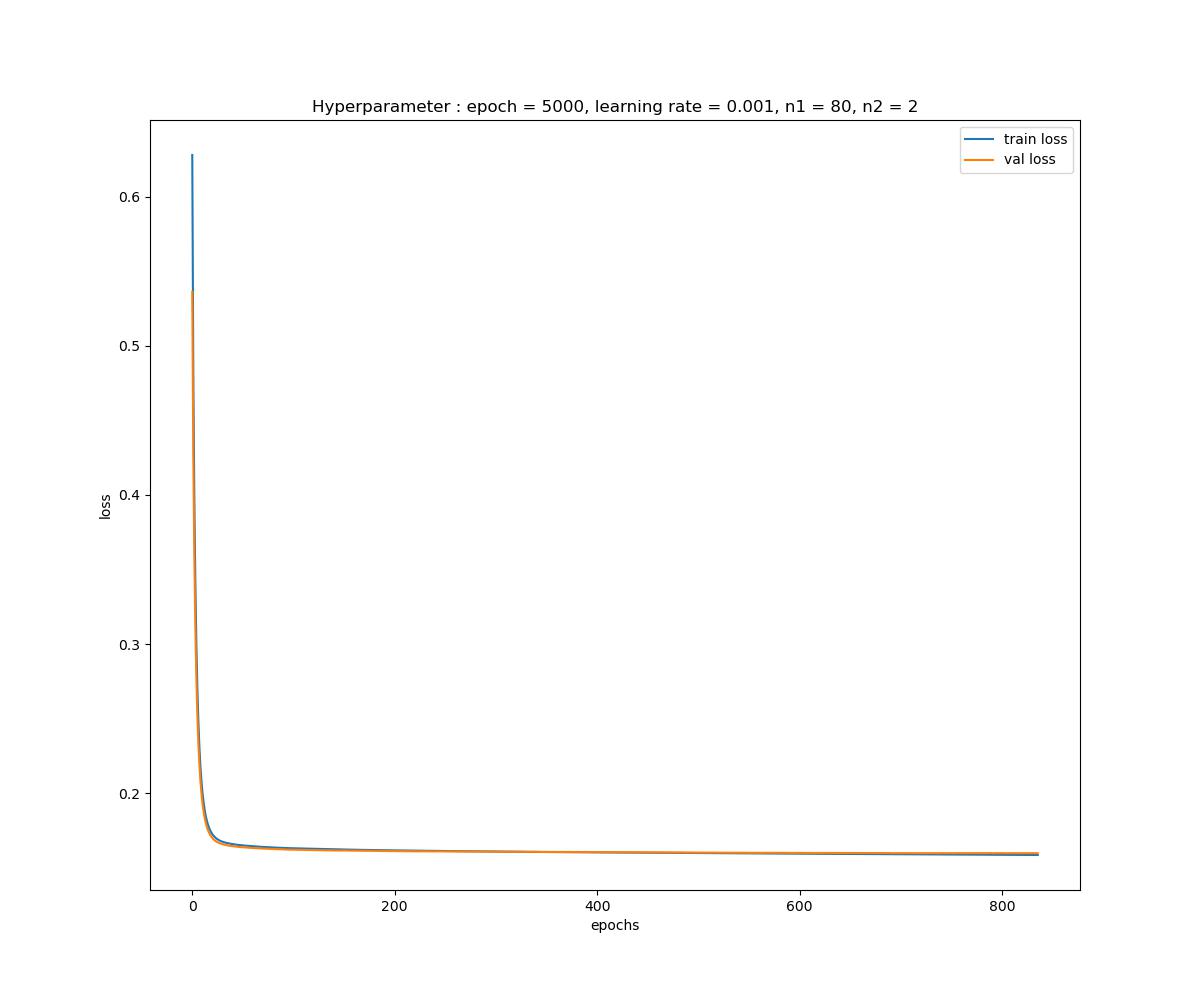 Hyperparameter : epoch = 5000, learning rate = 0.001, n1 = 80, n2 = 2
train loss
val loss
0.6
0.5
0.4
0.3
0.2
loss
0 200 400 600 800
epochs